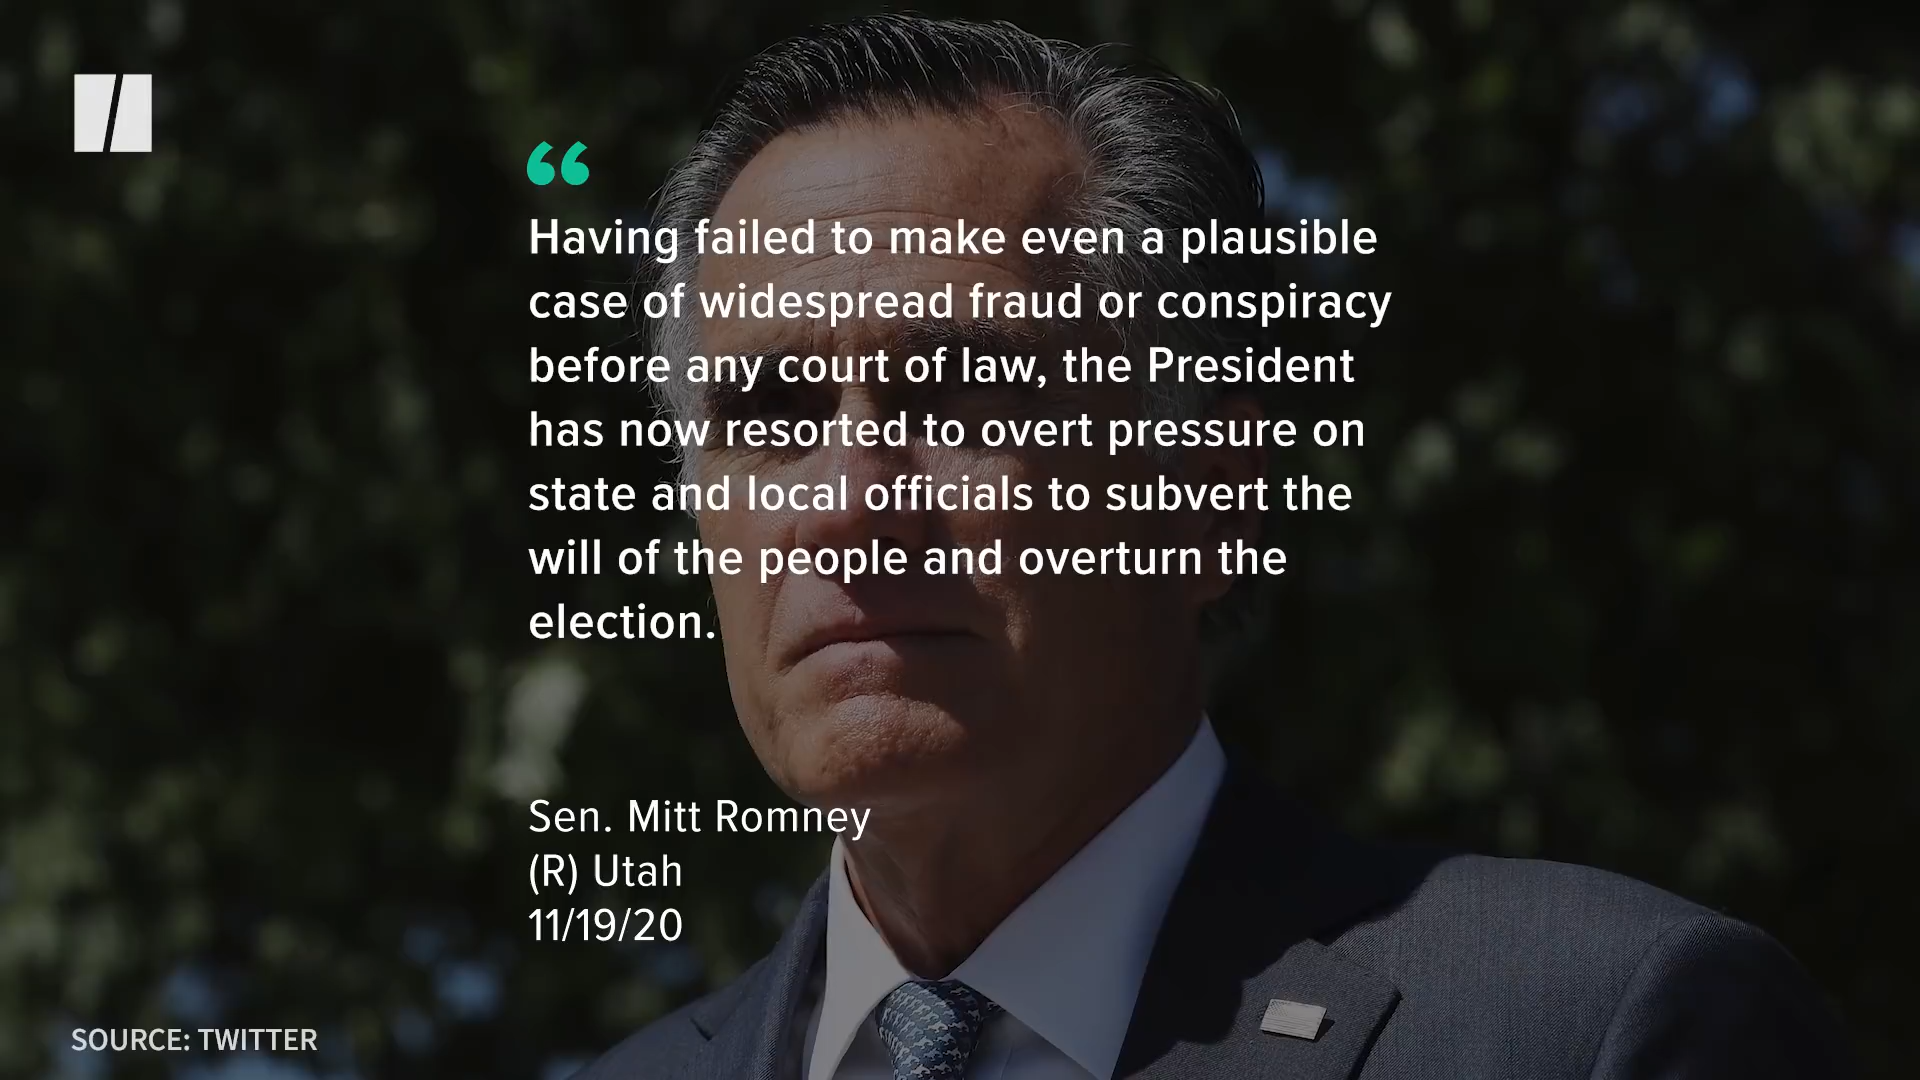 “
Having failed to make even a plausible
case of widespread fraud or conspiracy
before any court of law, the President
has now resorted to overt pressure on
state and local officials to subvert the
will of the people and overturn the
election.
Sen. Mitt Romney
(R) Utah
11/19/20
SOURCE: TWITTER